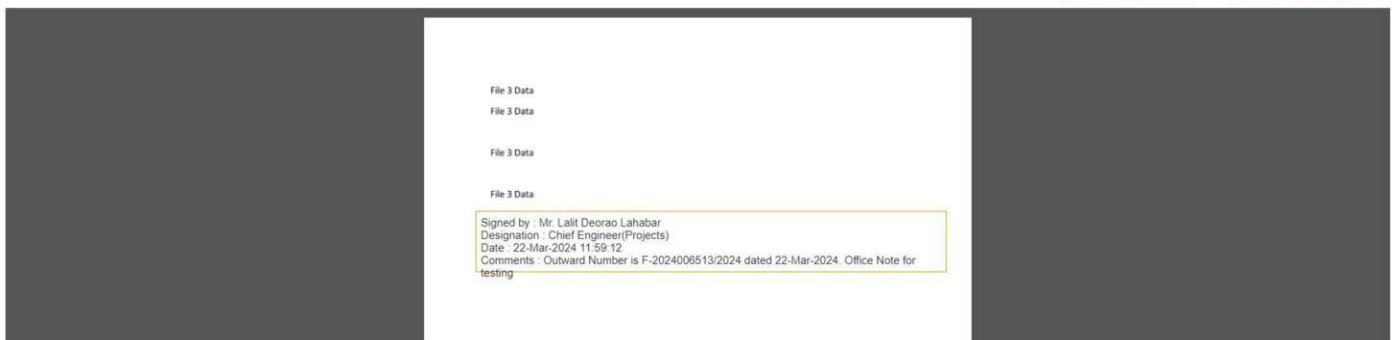 File 3 Data
File 3 Data
File 3 Data
File 3 Data
Signed by : Mr. Lalit Deorao Lahabar
Designation : Chief Engineer(Projects)
Date : 22-Mar-2024 11:59:12
Comments : Outward Number is F-2024006513/2024 dated 22-Mar-2024. Office Note for
testing